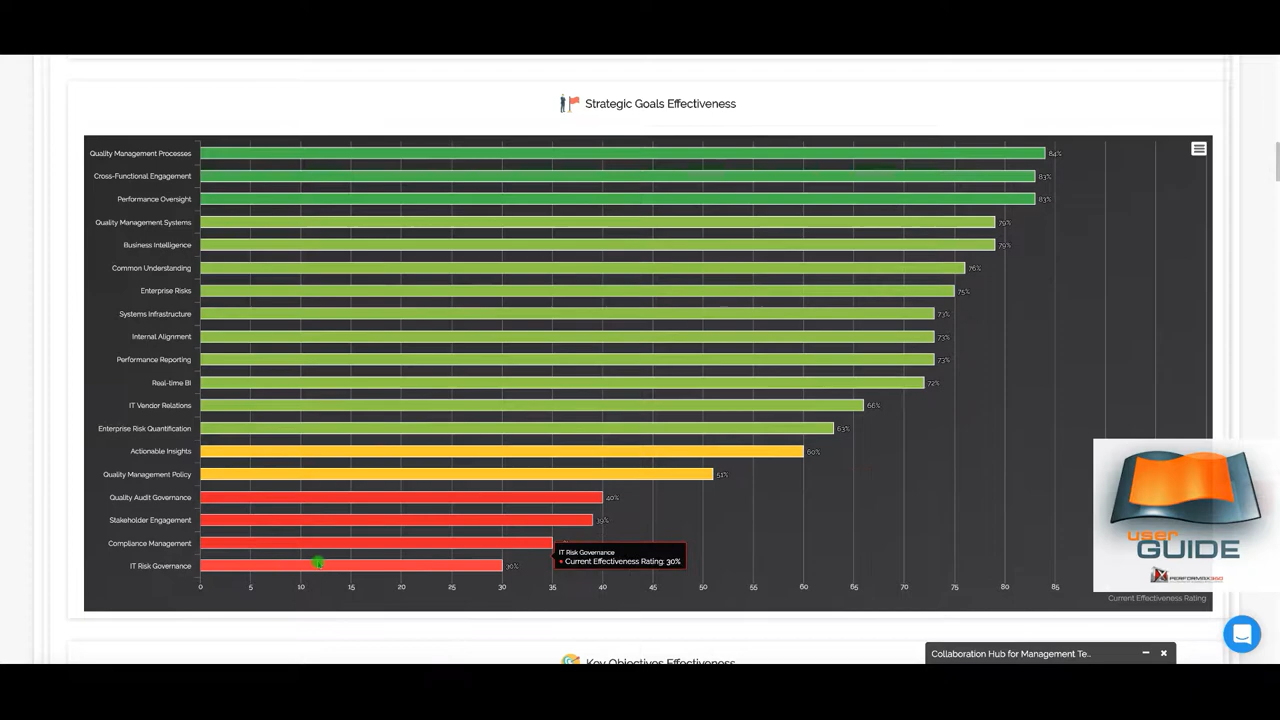 Strategic Goals Effectiveness
Quality Management Processes 84%
Cross-Functional Engagement 83%
Performance Oversight 83%
Quality Management Systems 79%
Business Intelligence 79%
Common Understanding 76%
Enterprise Risks 75%
Systems Infrastructure 73%
Internal Alignment 73%
Performance Reporting 73%
Real-time BI 72%
IT Vendor Relations 66%
Enterprise Risk Quantification 63%
Actionable Insights 60%
Quality Management Policy 51%
Quality Audit Governance 40%
Stakeholder Engagement 39%
Compliance Management
IT Risk Governance
Current Effectiveness Rating: 30%
IT Risk Governance 30%
0 5 10 15 20 25 30 35 40 45 50 55 60 65 70 75 80 85
Current Effectiveness Rating
user
GUIDE
PERFORMAX360
Key Objectives Effectiveness
Collaboration Hub for Management Te...